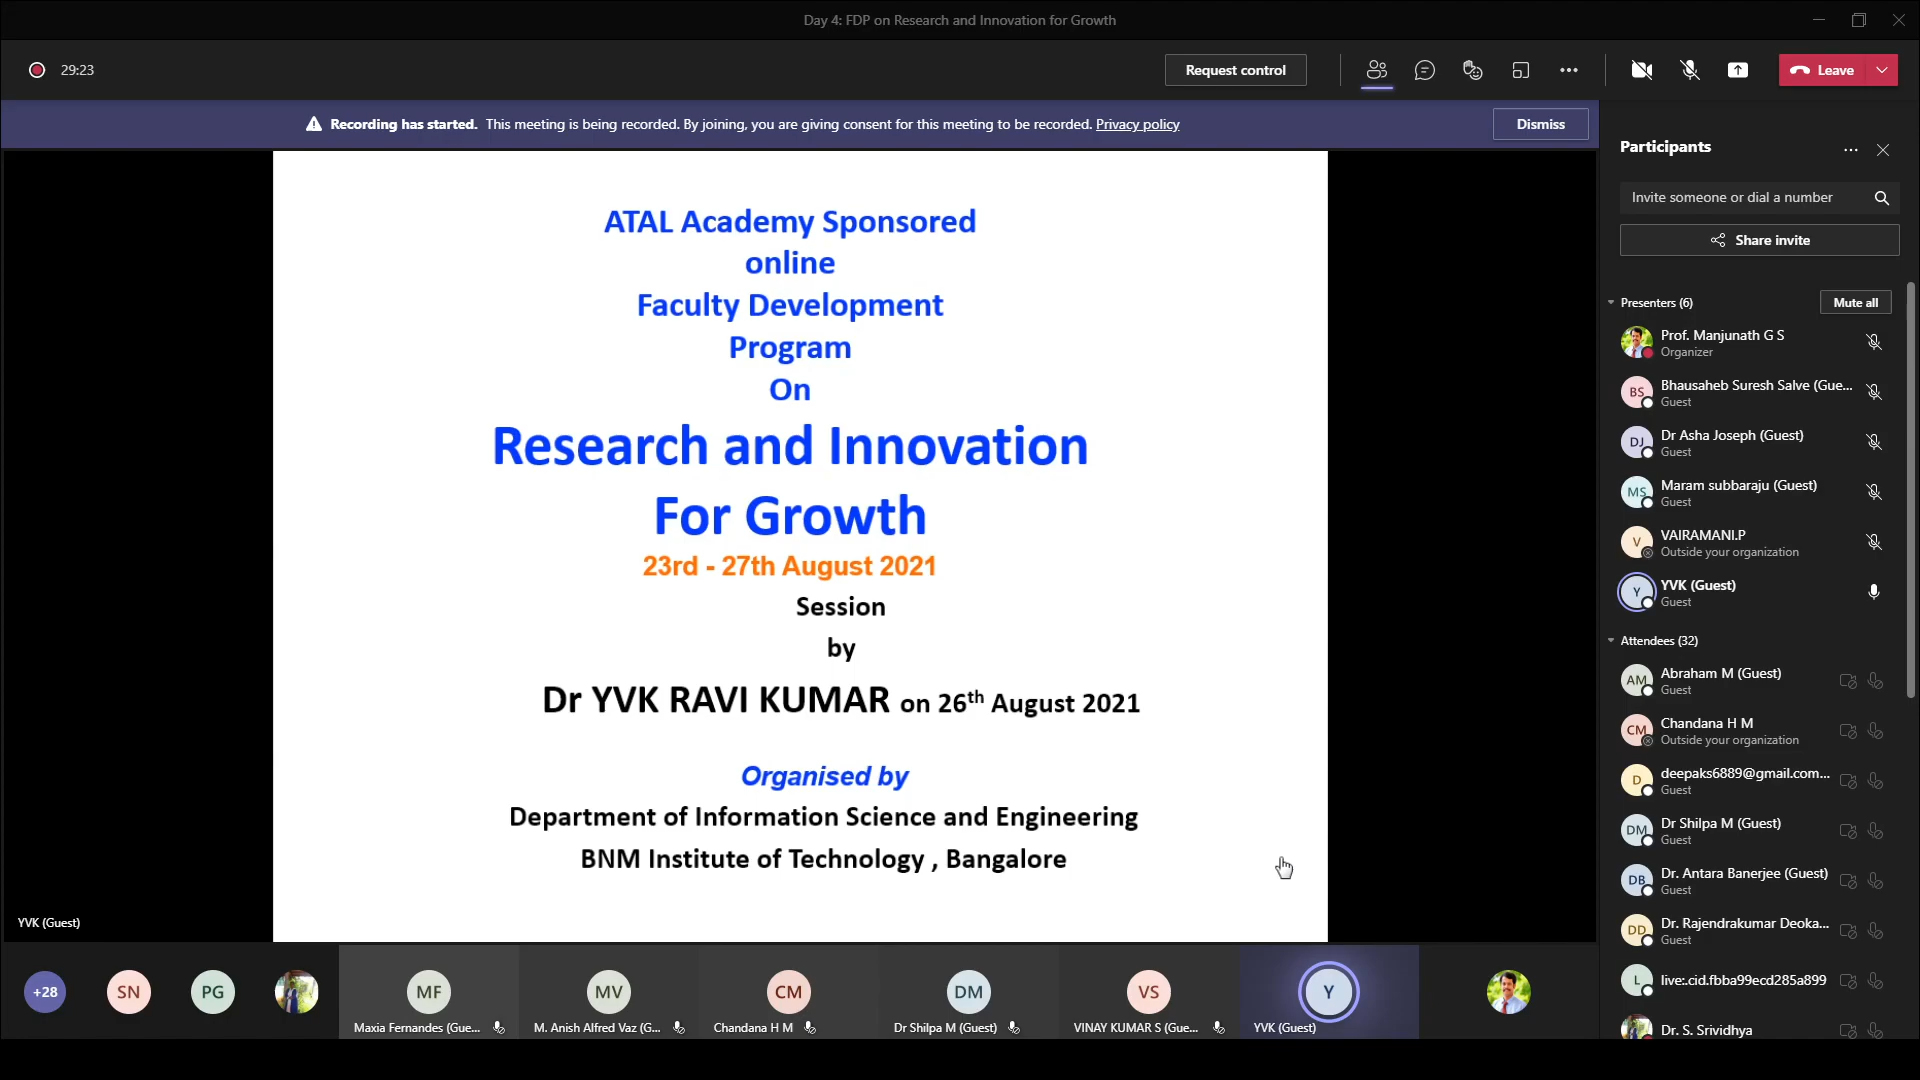 Day 4: FDP on Research and Innovation for Growth
29:23
Request control
Leave
Recording has started. This meeting is being recorded. By joining, you are giving consent for this meeting to be recorded. Privacy policy
Dismiss
ATAL Academy Sponsored
online
Faculty Development
Program
On
Research and Innovation
For Growth
23rd - 27th August 2021
Session
by
Dr YVK RAVI KUMAR on 26th August 2021
Organised by
Department of Information Science and Engineering
BNM Institute of Technology , Bangalore
YVK (Guest)
+28
SN
PG
MF
Maxia Fernandes (Gue...
MV
M. Anish Alfred Vaz (G...
CM
Chandana H M
DM
Dr Shilpa M (Guest)
VS
VINAY KUMAR S (Gue...
Y
YVK (Guest)
Participants
Invite someone or dial a number
Share invite
Presenters (6)
Mute all
Prof. Manjunath G S
Organizer
BS
Bhausaheb Suresh Salve (Gue...
Guest
DJ
Dr Asha Joseph (Guest)
Guest
MS
Maram subbaraju (Guest)
Guest
V
VAIRAMANI.P
Outside your organization
Y
YVK (Guest)
Guest
Attendees (32)
AM
Abraham M (Guest)
Guest
CM
Chandana H M
Outside your organization
D
deepaks6889@gmail.com...
Guest
DM
Dr Shilpa M (Guest)
Guest
DB
Dr. Antara Banerjee (Guest)
Guest
DD
Dr. Rajendrakumar Deoka...
Guest
L
live:.cid.fbba99ecd285a899
Dr. S. Srividhya